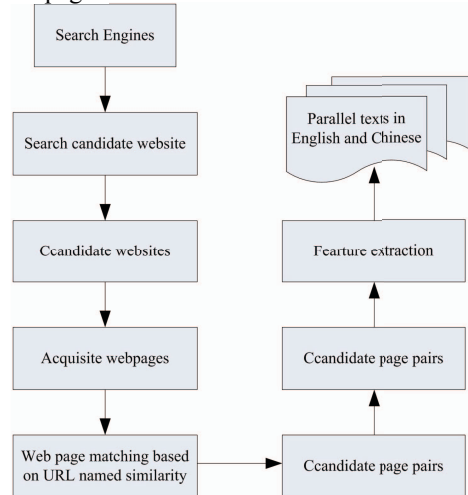 Search Engines
Search candidate website
Ccandidate websites
Acquisite webpages
Web page matching based
on URL named similarity
Ccandidate page pairs
Ccandidate page pairs
Fearture extraction
Parallel texts in
English and Chinese